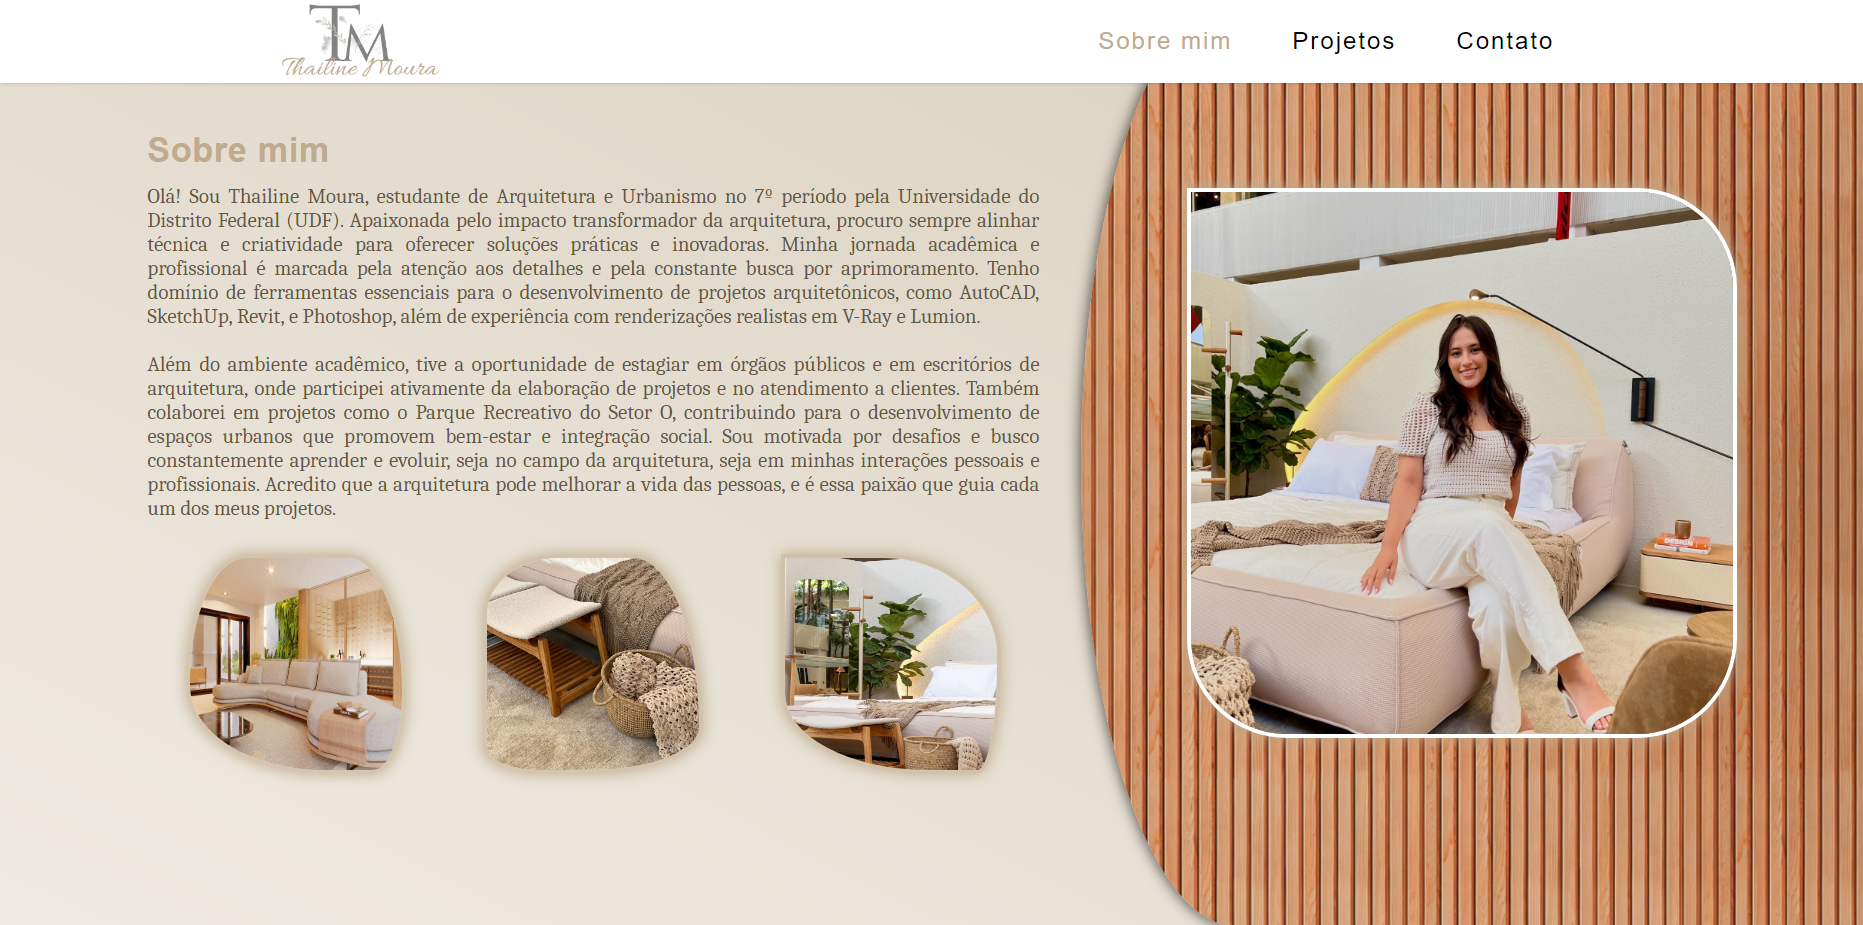 TM
Thailine Moura
Sobre mim
Projetos
Contato
Sobre mim
Olá! Sou Thailine Moura, estudante de Arquitetura e Urbanismo no 7º período pela Universidade do
Distrito Federal (UDF). Apaixonada pelo impacto transformador da arquitetura, procuro sempre alinhar
técnica e criatividade para oferecer soluções práticas e inovadoras. Minha jornada acadêmica e
profissional é marcada pela atenção aos detalhes e pela constante busca por aprimoramento. Tenho
domínio de ferramentas essenciais para o desenvolvimento de projetos arquitetônicos, como AutoCAD,
SketchUp, Revit, e Photoshop, além de experiência com renderizações realistas em V-Ray e Lumion.
Além do ambiente acadêmico, tive a oportunidade de estagiar em órgãos públicos e em escritórios de
arquitetura, onde participei ativamente da elaboração de projetos e no atendimento a clientes. Também
colaborei em projetos como o Parque Recreativo do Setor O, contribuindo para o desenvolvimento de
espaços urbanos que promovem bem-estar e integração social. Sou motivada por desafios e busco
constantemente aprender e evoluir, seja no campo da arquitetura, seja em minhas interações pessoais e
profissionais. Acredito que a arquitetura pode melhorar a vida das pessoas, e é essa paixão que guia cada
um dos meus projetos.
DESIGN